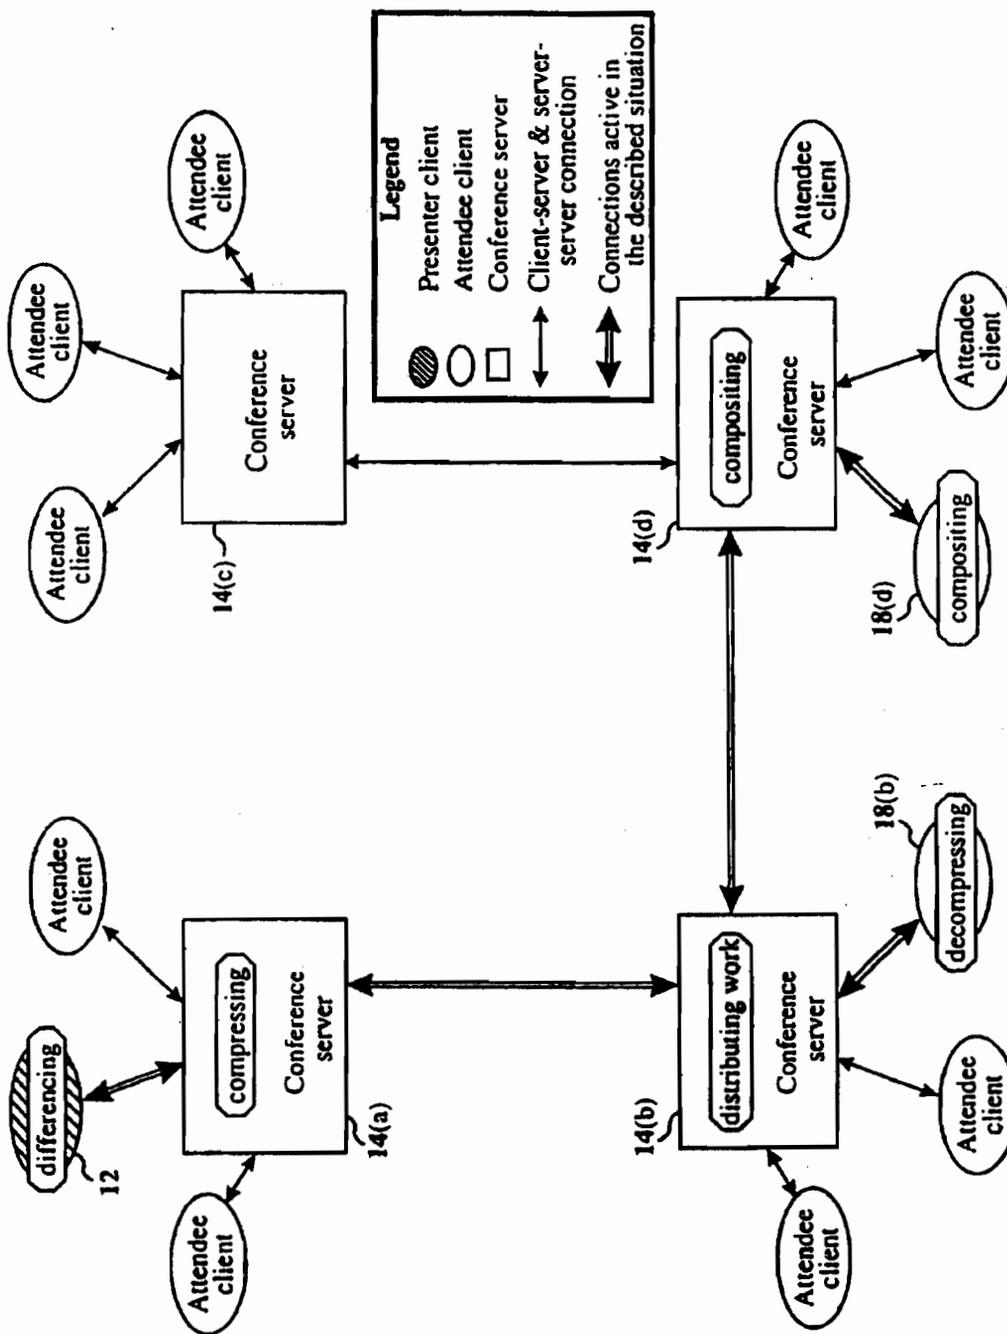 differencing
12
Attendee
client
Attendee
client
compressing
Conference
server
14(a)
Attendee
client
Attendee
client
Attendee
client
Conference
server
14(c)
Legend
Presenter client
Attendee client
Conference server
Client-server & server-
server connection
Connections active in
the described situation
14(b)
distributing work
Conference
server
Attendee
client
Attendee
client
18(b)
decompressing
14(d)
compositing
Conference
server
18(d)
compositing
Attendee
client
Attendee
client